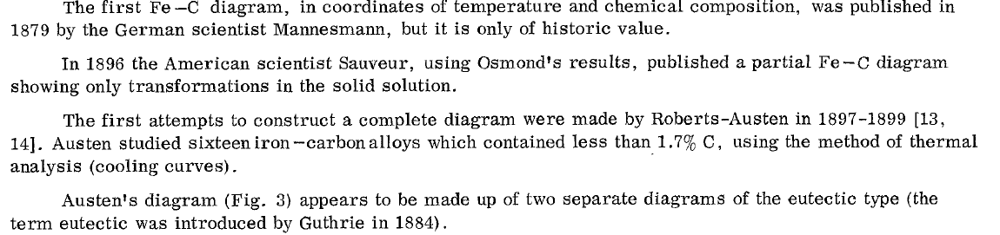 The first Fe–C diagram, in coordinates of temperature and chemical composition, was published in
1879 by the German scientist Mannesmann, but it is only of historic value.
In 1896 the American scientist Sauveur, using Osmond's results, published a partial Fe–C diagram
showing only transformations in the solid solution.
The first attempts to construct a complete diagram were made by Roberts-Austen in 1897-1899 [13,
14]. Austen studied sixteen iron–carbon alloys which contained less than 1.7% C, using the method of thermal
analysis (cooling curves).
Austen's diagram (Fig. 3) appears to be made up of two separate diagrams of the eutectic type (the
term eutectic was introduced by Guthrie in 1884).